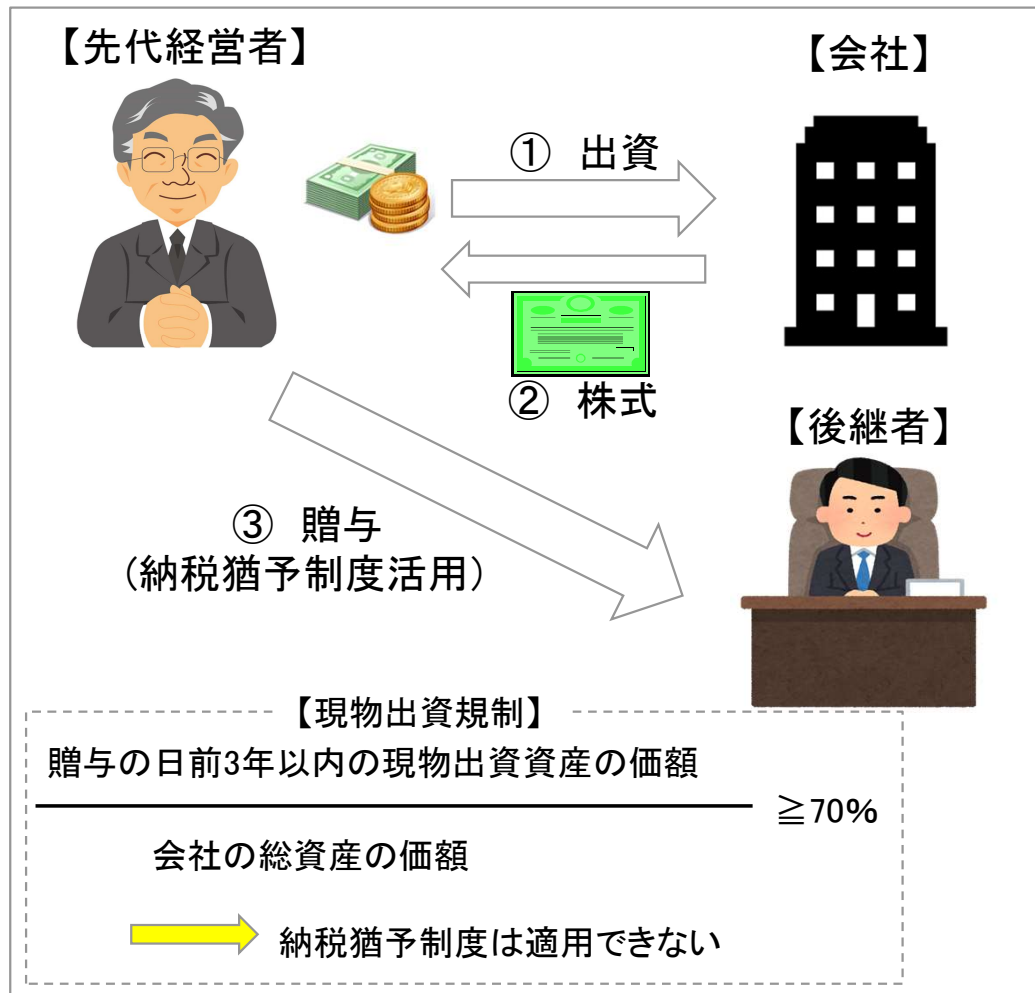 【先代経営者】
【会社】
① 出資
② 株式
【後継者】
③ 贈与
(納税猶予制度活用)
【現物出資規制】
贈与の日前3年以内の現物出資資産の価額
≧70%
会社の総資産の価額
納税猶予制度は適用できない